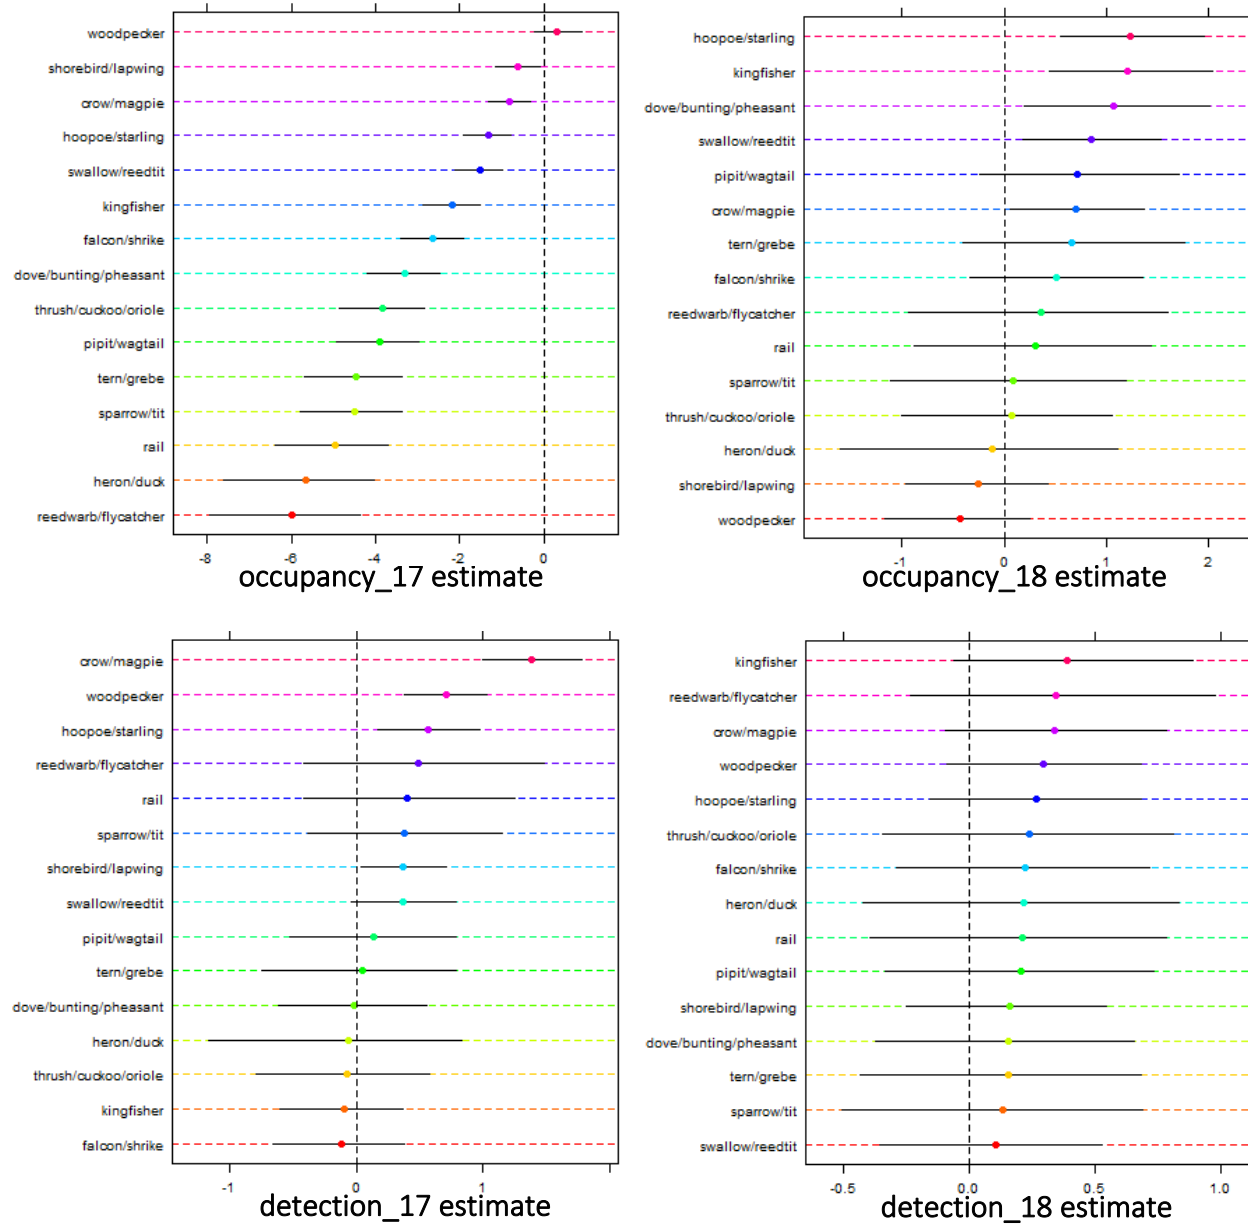 woodpecker
shorebird/lapwing
crow/magpie
hoopoe/starling
swallow/reedtit
kingfisher
falcon/shrike
dove/bunting/pheasant
thrush/cuckoo/oriole
pipit/wagtail
tern/grebe
sparrow/tit
rail
heron/duck
reedwarb/flycatcher
-8 -6 -4 -2 0
occupancy_17 estimate
hoopoe/starling
kingfisher
dove/bunting/pheasant
swallow/reedtit
pipit/wagtail
crow/magpie
tern/grebe
falcon/shrike
reedwarb/flycatcher
rail
sparrow/tit
thrush/cuckoo/oriole
heron/duck
shorebird/lapwing
woodpecker
-1 0 1 2
occupancy_18 estimate
crow/magpie
woodpecker
hoopoe/starling
reedwarb/flycatcher
rail
sparrow/tit
shorebird/lapwing
swallow/reedtit
pipit/wagtail
tern/grebe
dove/bunting/pheasant
heron/duck
thrush/cuckoo/oriole
kingfisher
falcon/shrike
-1 0 1
detection_17 estimate
kingfisher
reedwarb/flycatcher
crow/magpie
woodpecker
hoopoe/starling
thrush/cuckoo/oriole
falcon/shrike
heron/duck
rail
pipit/wagtail
shorebird/lapwing
dove/bunting/pheasant
tern/grebe
sparrow/tit
swallow/reedtit
-0.5 0.0 0.5 1.0
detection_18 estimate